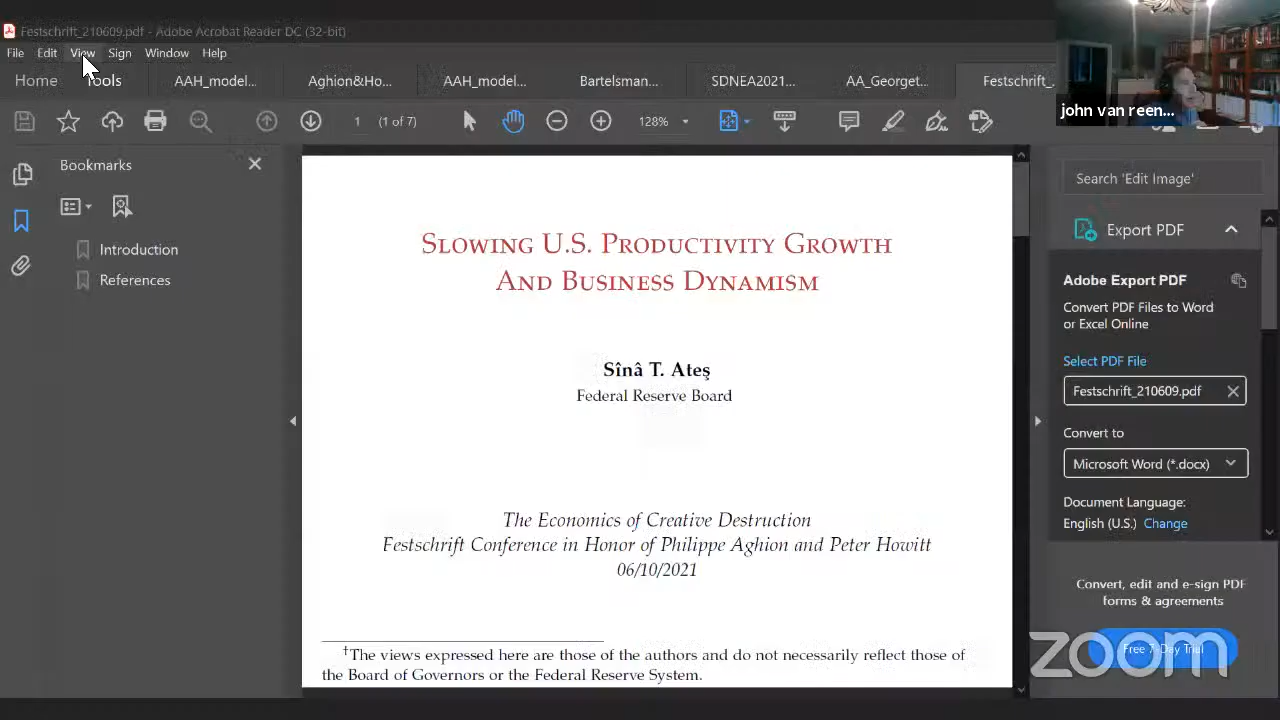 Festschrift_210609.pdf - Adobe Acrobat Reader DC (32-bit)
File Edit View Sign Window Help
Home Tools AAH_model... Aghion&Ho... AAH_model... Bartelsman... SDNEA2021... AA_Georget... Festschrift_
john van reen...
1 (1 of 7) 128%
Bookmarks
Introduction
References
SLOWING U.S. PRODUCTIVITY GROWTH
AND BUSINESS DYNAMISM
Sînâ T. Ateş
Federal Reserve Board
The Economics of Creative Destruction
Festschrift Conference in Honor of Philippe Aghion and Peter Howitt
06/10/2021
†The views expressed here are those of the authors and do not necessarily reflect those of
the Board of Governors or the Federal Reserve System.
Search 'Edit Image'
Export PDF
Adobe Export PDF
Convert PDF Files to Word
or Excel Online
Select PDF File
Festschrift_210609.pdf
Convert to
Microsoft Word (*.docx)
Document Language:
English (U.S.) Change
Convert, edit and e-sign PDF
forms & agreements
Free 7-Day Trial
zoom